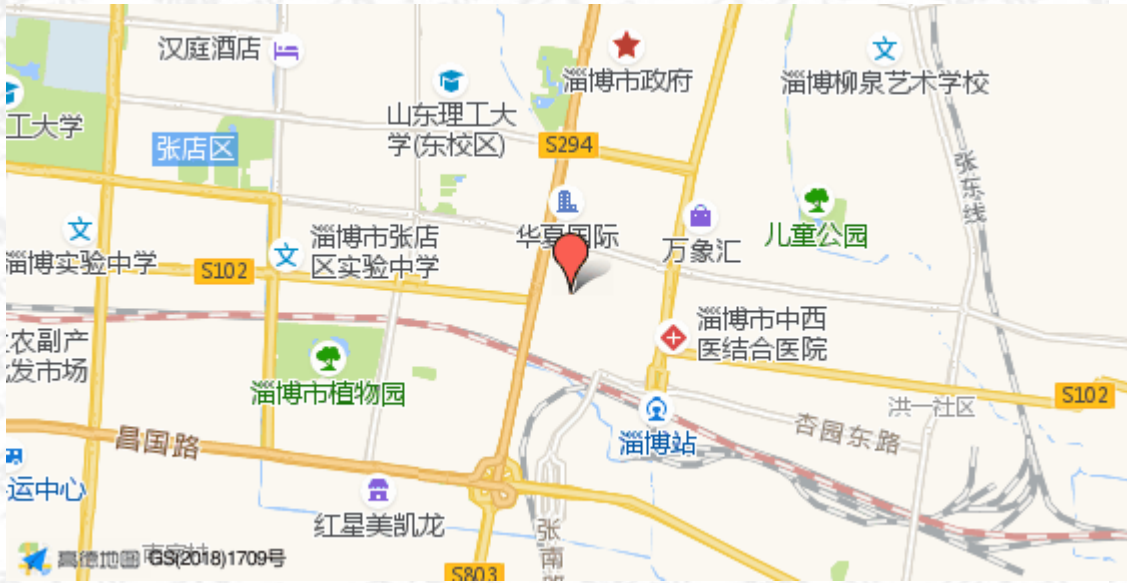 汉庭酒店
淄博市政府
淄博柳泉艺术学校
山东理工大
学(东校区)
工大学
张店区
S294
张东线
华夏国际
万象汇
儿童公园
淄博市张店
区实验中学
淄博实验中学
S102
淄博市中西
医结合医院
农副产
发市场
淄博市植物园
S102
洪一社区
杏园东路
淄博站
昌国路
运中心
红星美凯龙
张
南
高德地图 GS(2018)1709号
S803